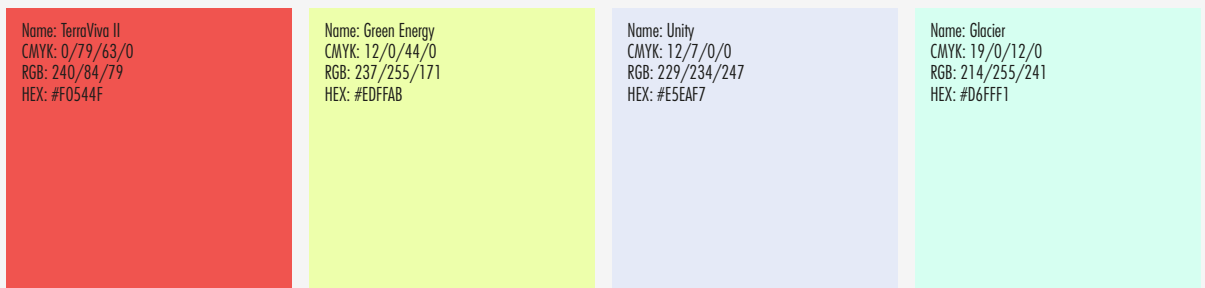 Name: TerraViva II
CMYK: 0/79/63/0
RGB: 240/84/79
HEX: #F0544F
Name: Green Energy
CMYK: 12/0/44/0
RGB: 237/255/171
HEX: #EDFFAB
Name: Unity
CMYK: 12/7/0/0
RGB: 229/234/247
HEX: #E5EAF7
Name: Glacier
CMYK: 19/0/12/0
RGB: 214/255/241
HEX: #D6FFF1